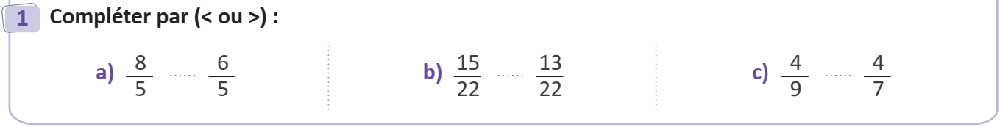 1 Compléter par (< ou >) :
a) 8/5 ...... 6/5 b) 15/22 ...... 13/22 c) 4/9 ...... 4/7